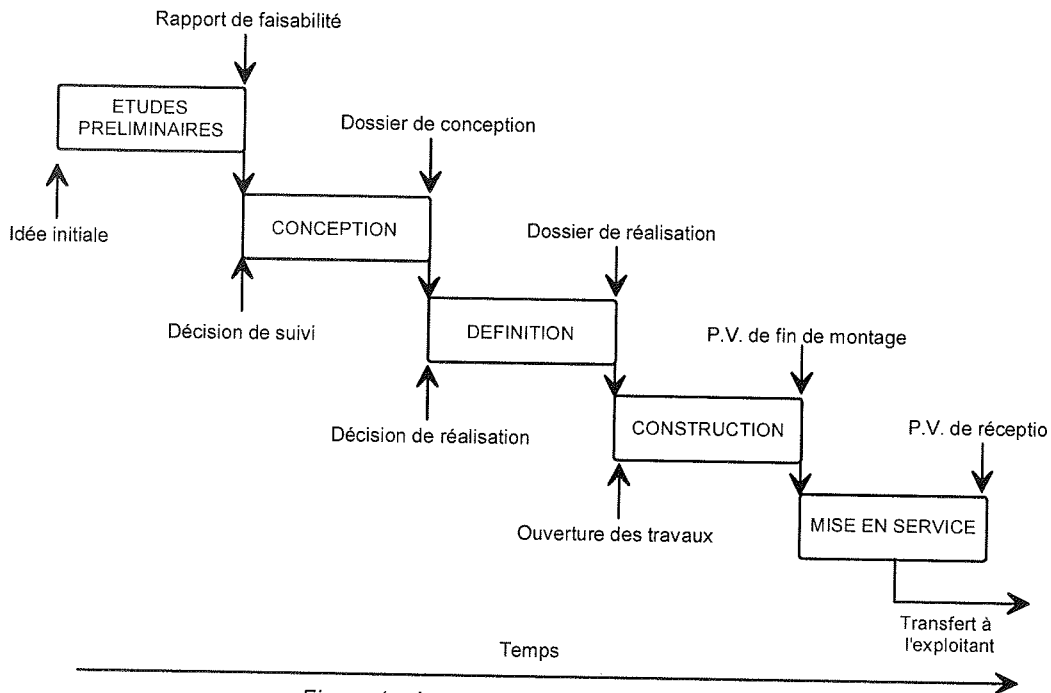 Rapport de faisabilité
ETUDES
PRELIMINAIRES
Idée initiale
Dossier de conception
CONCEPTION
Décision de suivi
Dossier de réalisation
DEFINITION
Décision de réalisation
P.V. de fin de montage
CONSTRUCTION
Ouverture des travaux
P.V. de réceptio
MISE EN SERVICE
Transfert à
l'exploitant
Temps